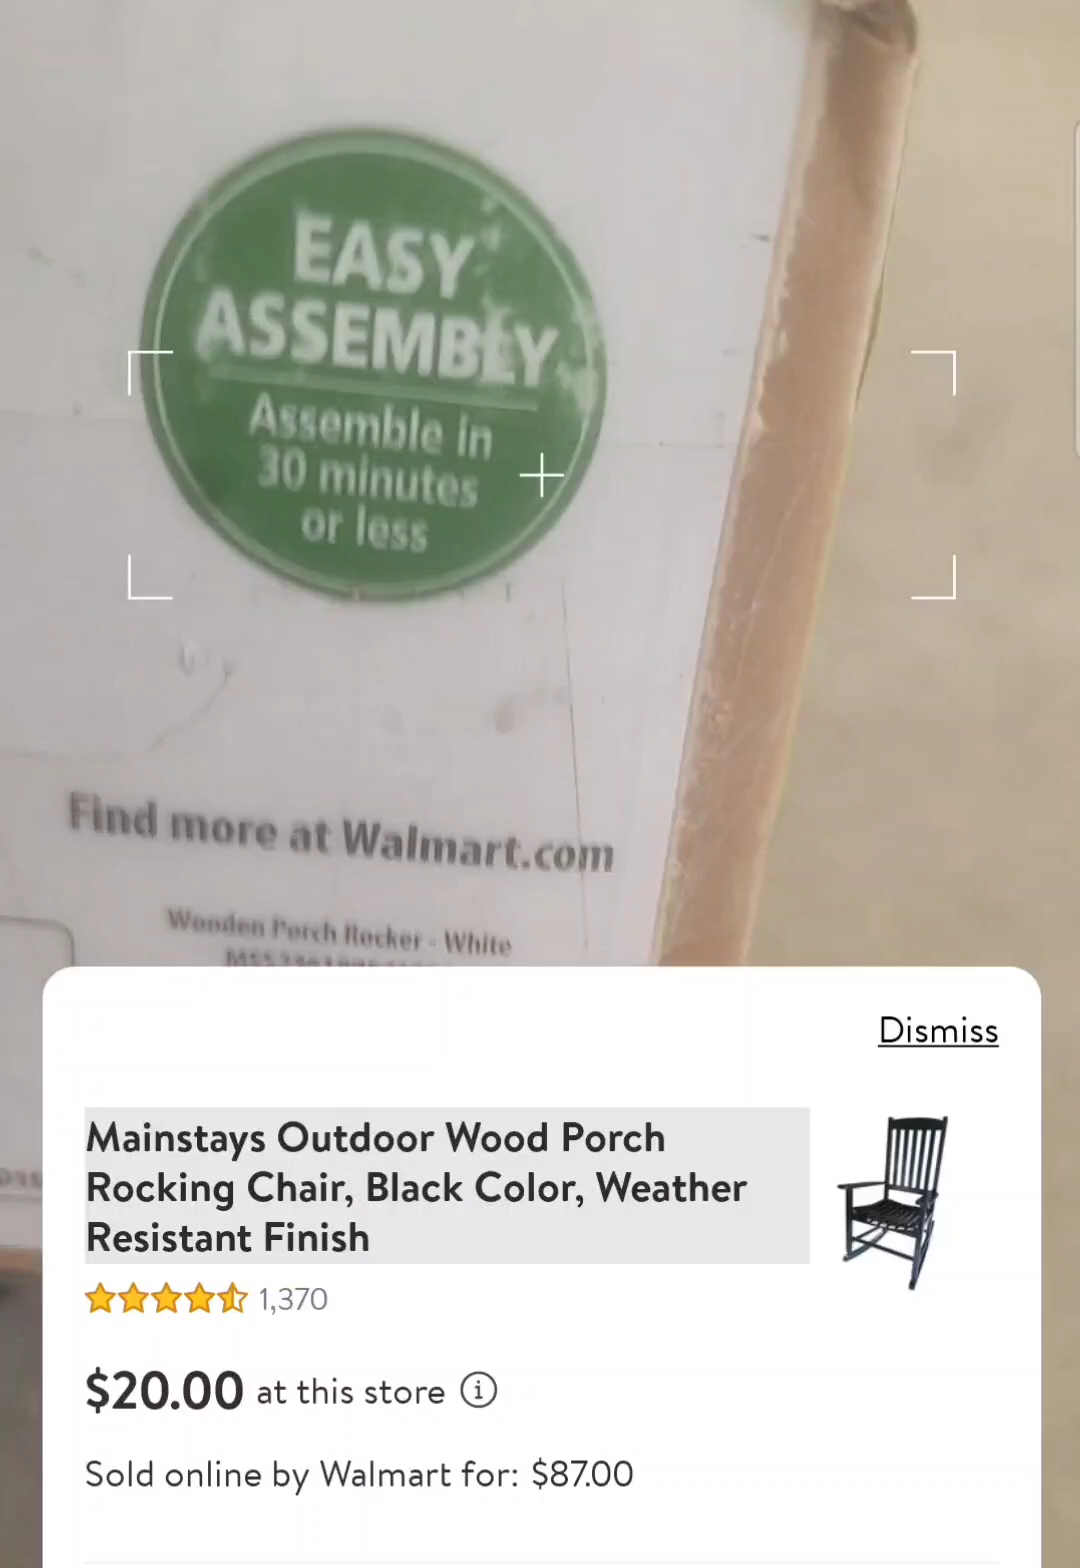 EASY
ASSEMBLY
Assemble in
30 minutes
or less
Find more at Walmart.com
Wooden Porch Rocker - White
Dismiss
Mainstays Outdoor Wood Porch
Rocking Chair, Black Color, Weather
Resistant Finish
1,370
$20.00 at this store
Sold online by Walmart for: $87.00